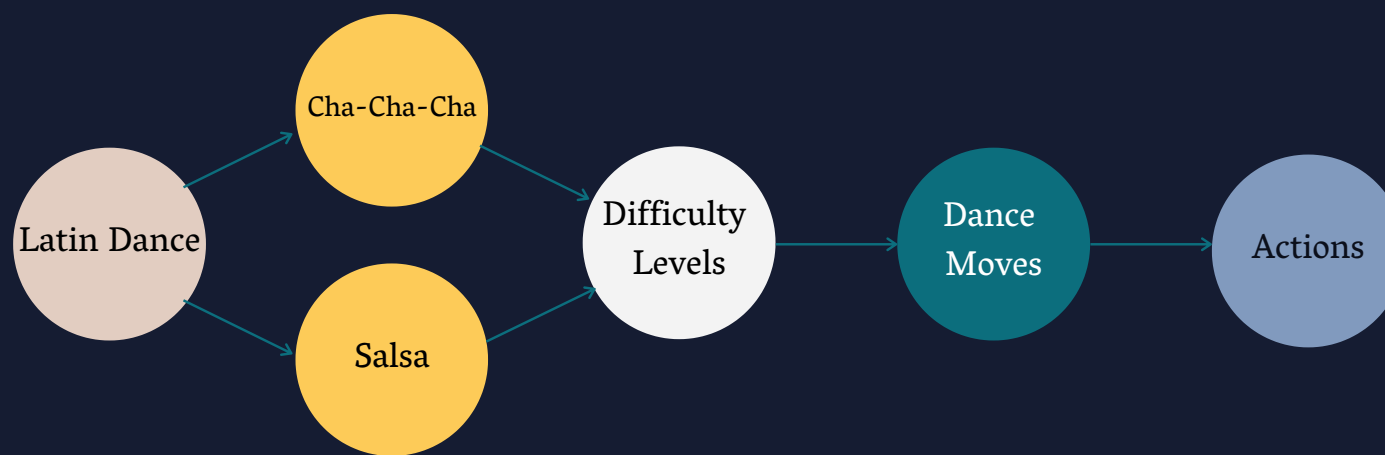 Latin Dance
Cha-Cha-Cha
Salsa
Difficulty
Levels
Dance
Moves
Actions